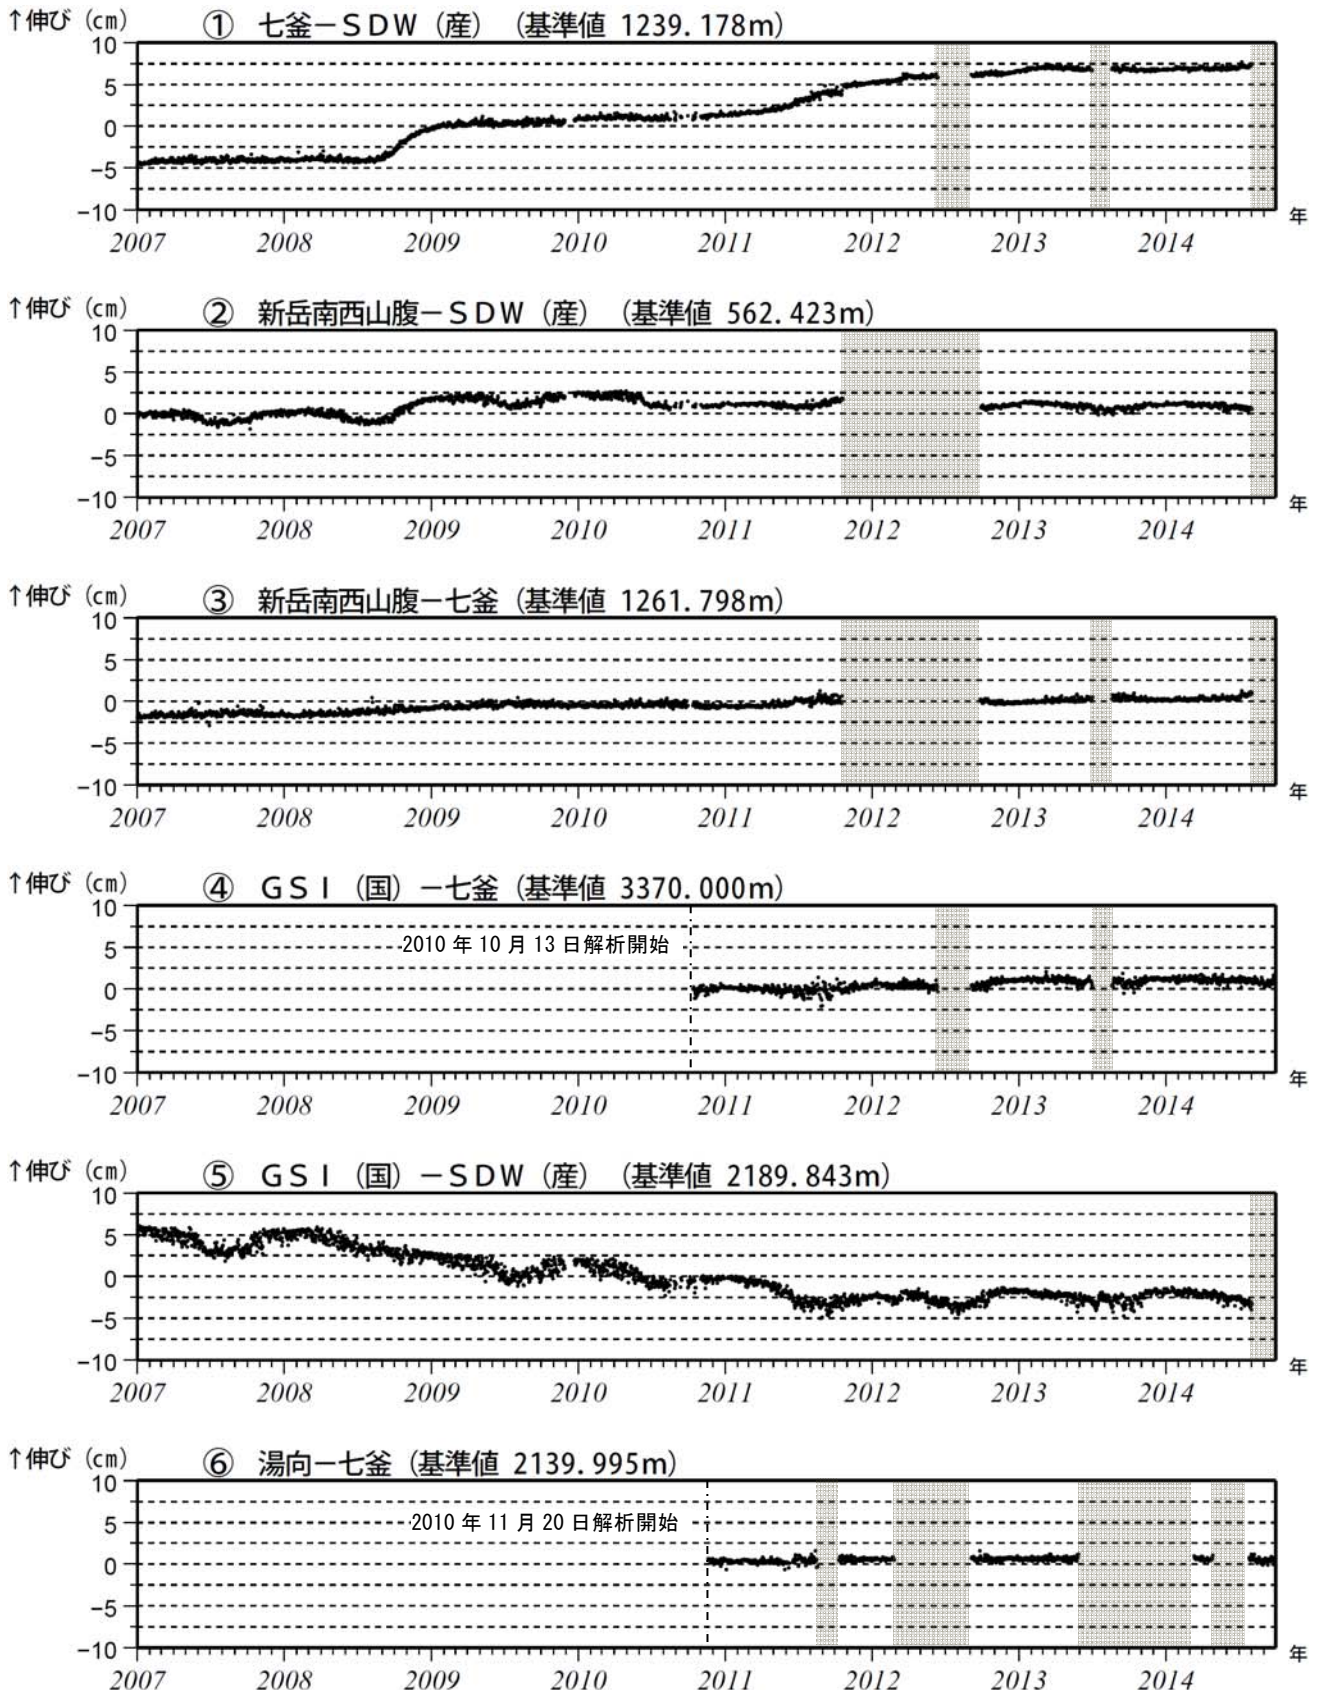 ↑伸び（cm） ① 七釜－ＳＤＷ（産）（基準値 1239.178m）
10
5
0
−5
−10
年
2007 2008 2009 2010 2011 2012 2013 2014
↑伸び（cm） ② 新岳南西山腹－ＳＤＷ（産）（基準値 562.423m）
10
5
0
−5
−10
年
2007 2008 2009 2010 2011 2012 2013 2014
↑伸び（cm） ③ 新岳南西山腹－七釜（基準値 1261.798m）
10
5
0
−5
−10
年
2007 2008 2009 2010 2011 2012 2013 2014
↑伸び（cm） ④ ＧＳＩ（国）－七釜（基準値 3370.000m）
10
2010 年 10 月 13 日解析開始
5
0
−5
−10
年
2007 2008 2009 2010 2011 2012 2013 2014
↑伸び（cm） ⑤ ＧＳＩ（国）－ＳＤＷ（産）（基準値 2189.843m）
10
5
0
−5
−10
年
2007 2008 2009 2010 2011 2012 2013 2014
↑伸び（cm） ⑥ 湯向－七釜（基準値 2139.995m）
10
2010 年 11 月 20 日解析開始
5
0
−5
−10
年
2007 2008 2009 2010 2011 2012 2013 2014